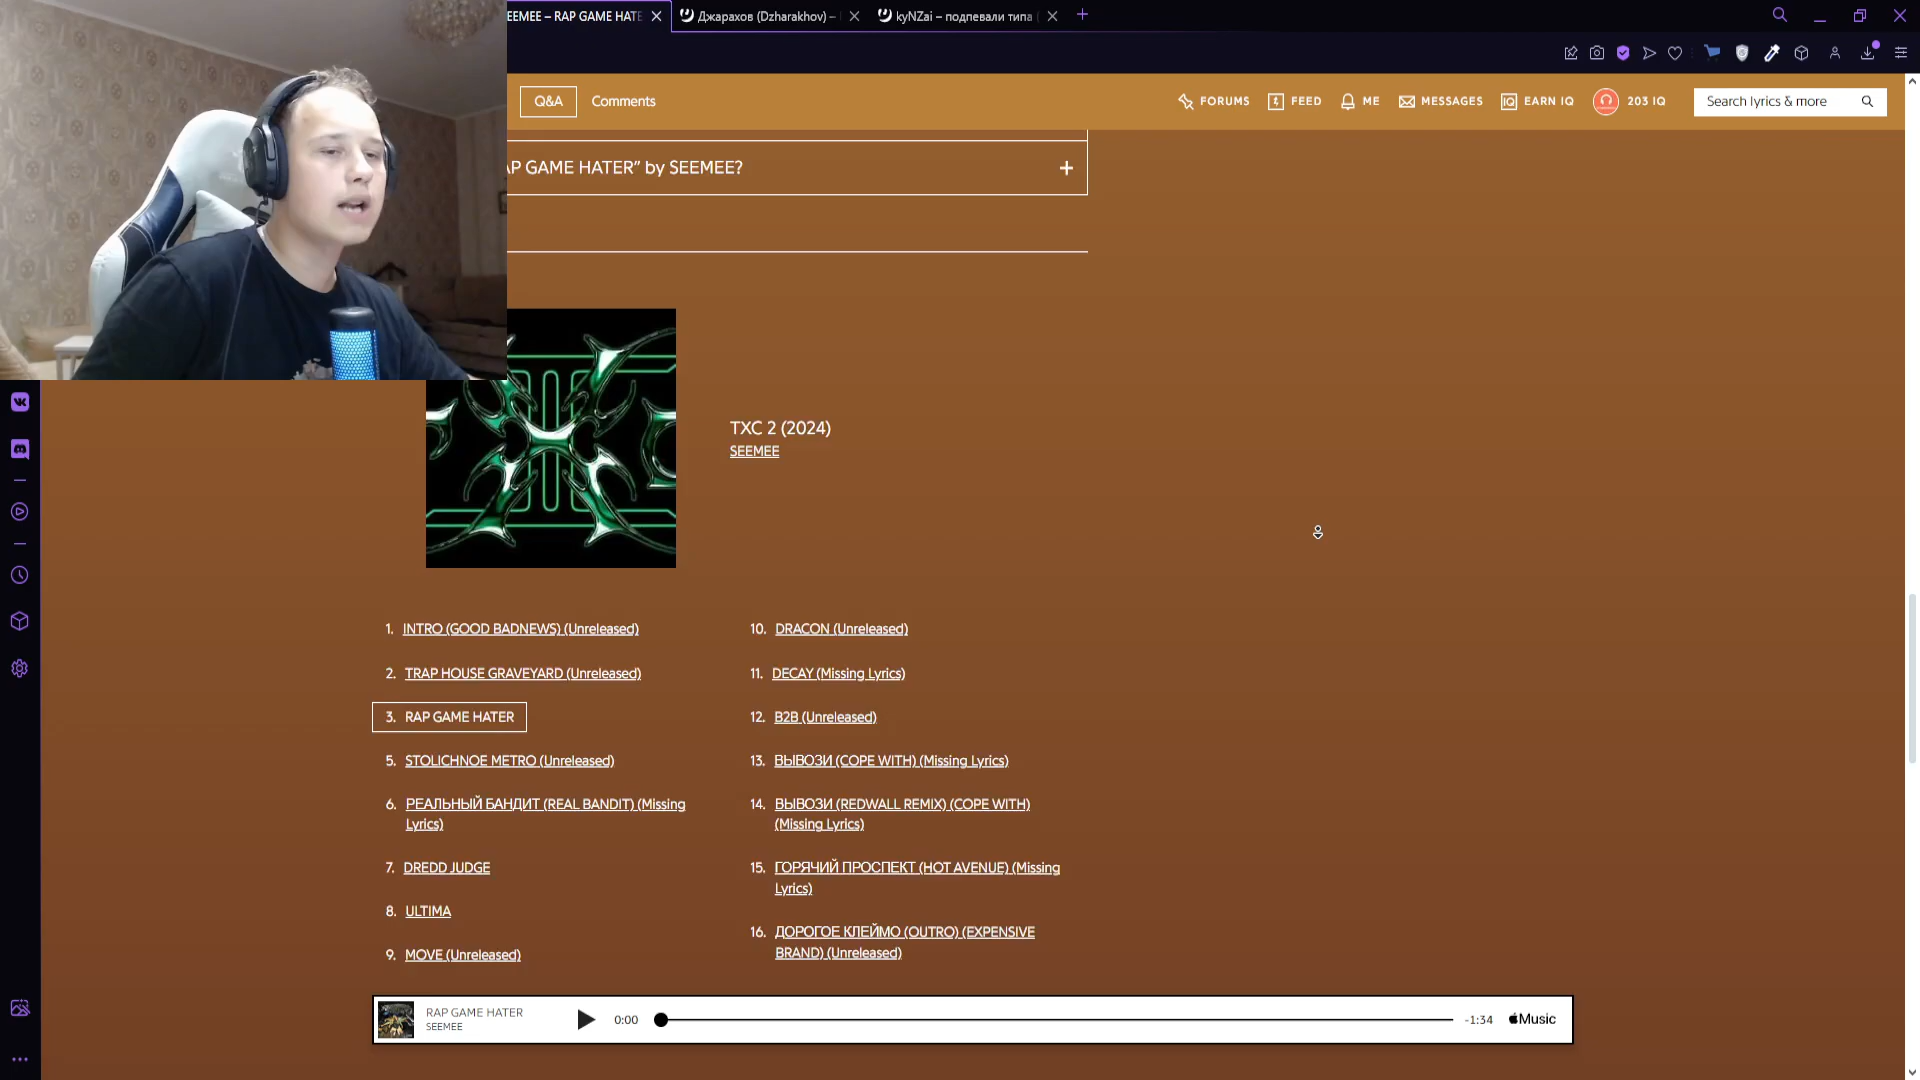 EEMEE – RAP GAME HATE
Джарахов (Dzharakhov) –
kyNZai – подпевали типа
Q&A
Comments
FORUMS
FEED
ME
MESSAGES
EARN IQ
203 IQ
Search lyrics & more
AP GAME HATER” by SEEMEE?
TXC 2 (2024)
SEEMEE
1. INTRO (GOOD BADNEWS) (Unreleased)
2. TRAP HOUSE GRAVEYARD (Unreleased)
3. RAP GAME HATER
5. STOLICHNOE METRO (Unreleased)
6. РЕАЛЬНЫЙ БАНДИТ (REAL BANDIT) (Missing
Lyrics)
7. DREDD JUDGE
8. ULTIMA
9. MOVE (Unreleased)
10. DRACON (Unreleased)
11. DECAY (Missing Lyrics)
12. B2B (Unreleased)
13. ВЫВОЗИ (COPE WITH) (Missing Lyrics)
14. ВЫВОЗИ (REDWALL REMIX) (COPE WITH)
(Missing Lyrics)
15. ГОРЯЧИЙ ПРОСПЕКТ (HOT AVENUE) (Missing
Lyrics)
16. ДОРОГОЕ КЛЕЙМО (OUTRO) (EXPENSIVE
BRAND) (Unreleased)
RAP GAME HATER
SEEMEE
0:00
-1:34
Music